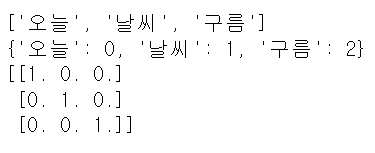 ['오늘', '날씨', '구름']
{'오늘': 0, '날씨': 1, '구름': 2}
[[1. 0. 0.]
[0. 1. 0.]
[0. 0. 1.]]